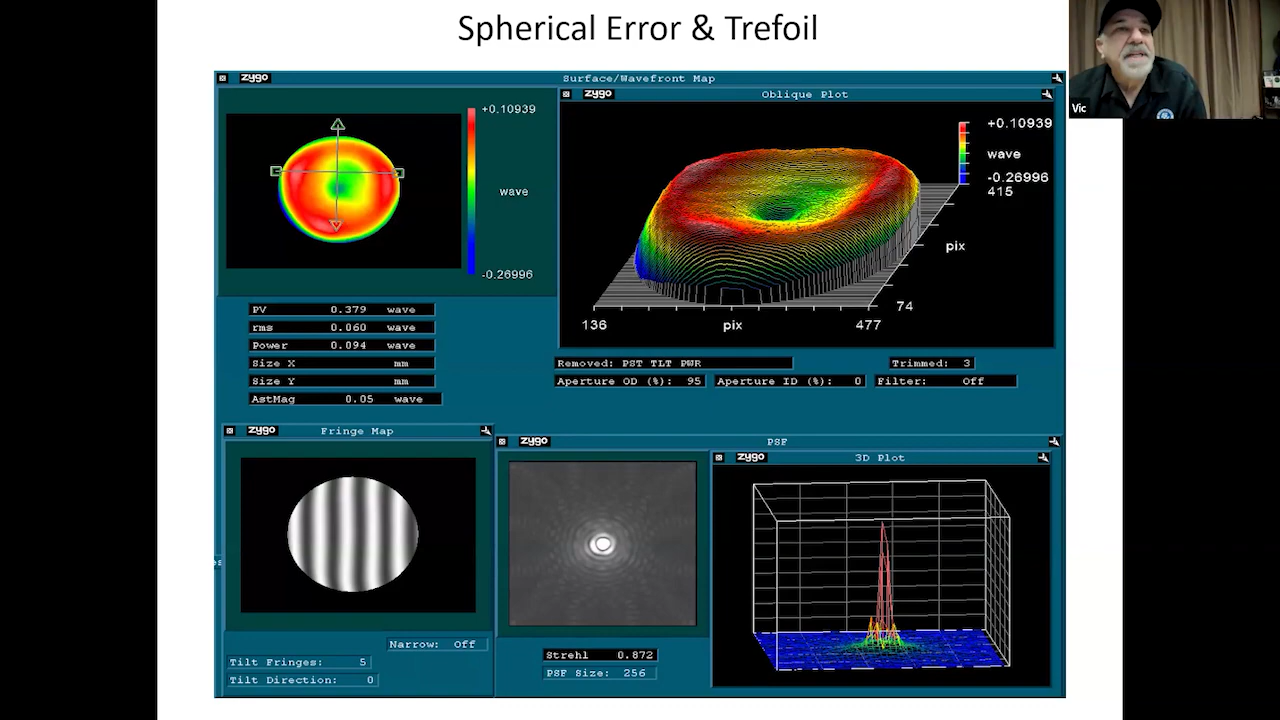 Spherical Error & Trefoil
Vic
zygo
Surface/Wavefront Map
+0.10939
wave
-0.26996
zygo
Oblique Plot
+0.10939
wave
-0.26996
415
pix
74
136
pix
477
PV 0.379 wave
rms 0.060 wave
Power 0.094 wave
Size X mm
Size Y mm
AstMag 0.05 wave
Removed: PST TLT PWR
Trimmed: 3
Aperture OD (%): 95
Aperture ID (%): 0
Filter: Off
zygo
Fringe Map
Narrow: Off
Tilt Fringes: 5
Tilt Direction: 0
zygo
PSF
Strehl 0.872
PSF Size: 256
zygo
3D Plot